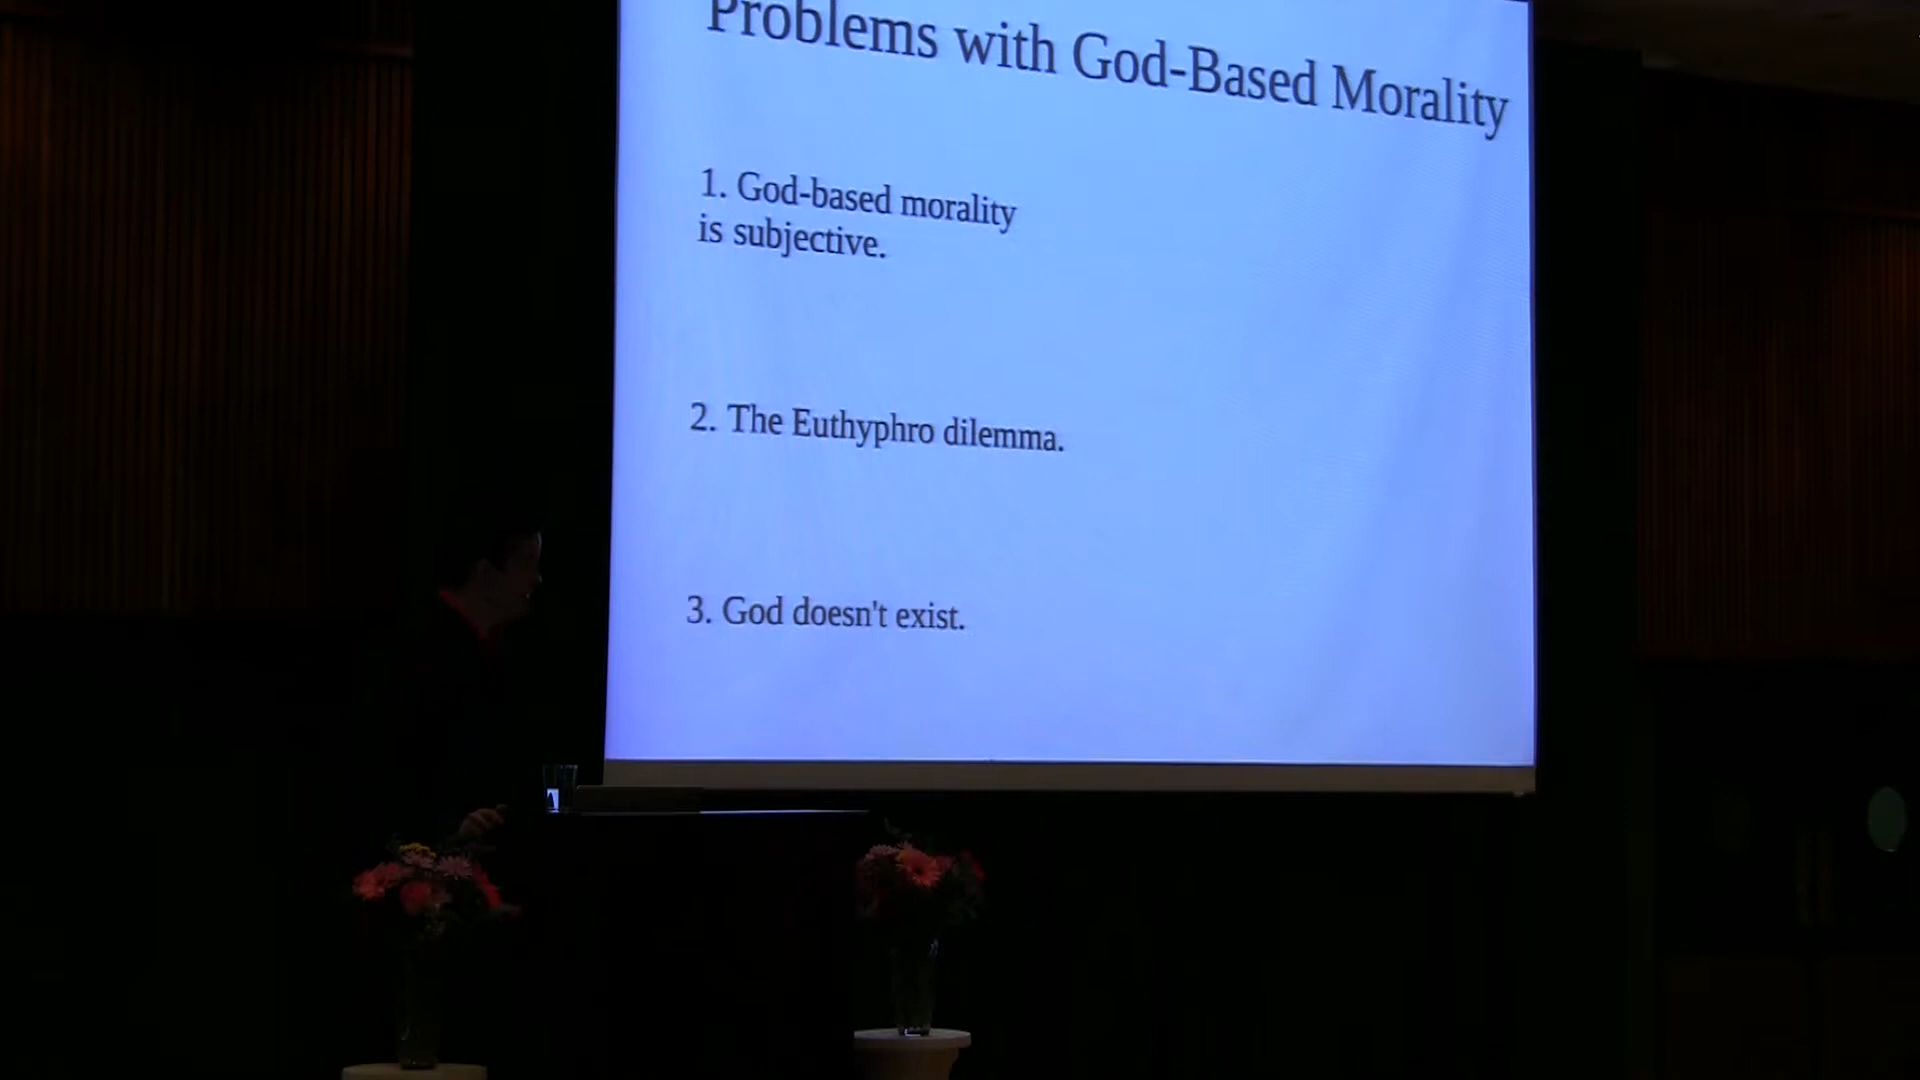 Problems with God-Based Morality
1. God-based morality
is subjective.
2. The Euthyphro dilemma.
3. God doesn't exist.